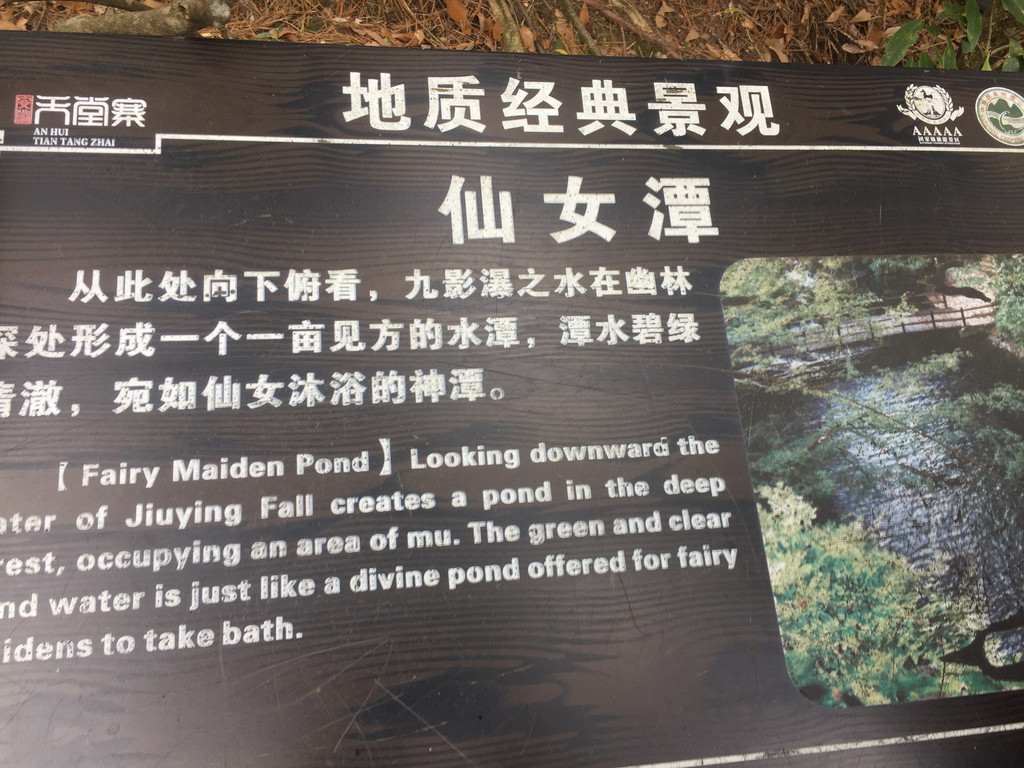 天堂寨
AN HUI
TIAN TANG ZHAI
地质经典景观
AAAAA
仙女潭
从此处向下俯看，九影瀑之水在幽林
深处形成一个一亩见方的水潭，潭水碧绿
清澈，宛如仙女沐浴的神潭。
【Fairy Maiden Pond】Looking downward the
ater of Jiuying Fall creates a pond in the deep
rest, occupying an area of mu. The green and clear
nd water is just like a divine pond offered for fairy
idens to take bath.